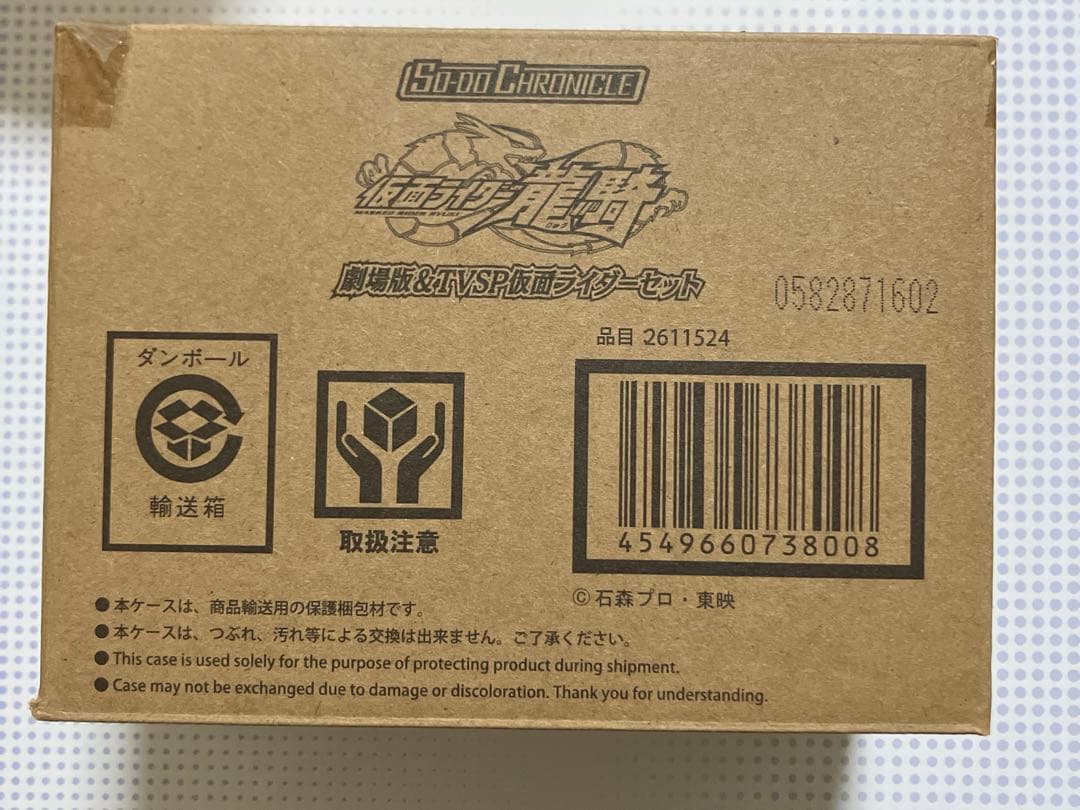 SO-DO CHRONICLE
仮面ライダー龍騎
MASKED RIDER RYUKI
劇場版&TVSP仮面ライダーセット
0582871602
品目 2611524
ダンボール
輸送箱
取扱注意
4549660738008
©石森プロ・東映
●本ケースは、商品輸送用の保護梱包材です。
●本ケースは、つぶれ、汚れ等による交換は出来ません。ご了承ください。
●This case is used solely for the purpose of protecting product during shipment.
●Case may not be exchanged due to damage or discoloration. Thank you for understanding.